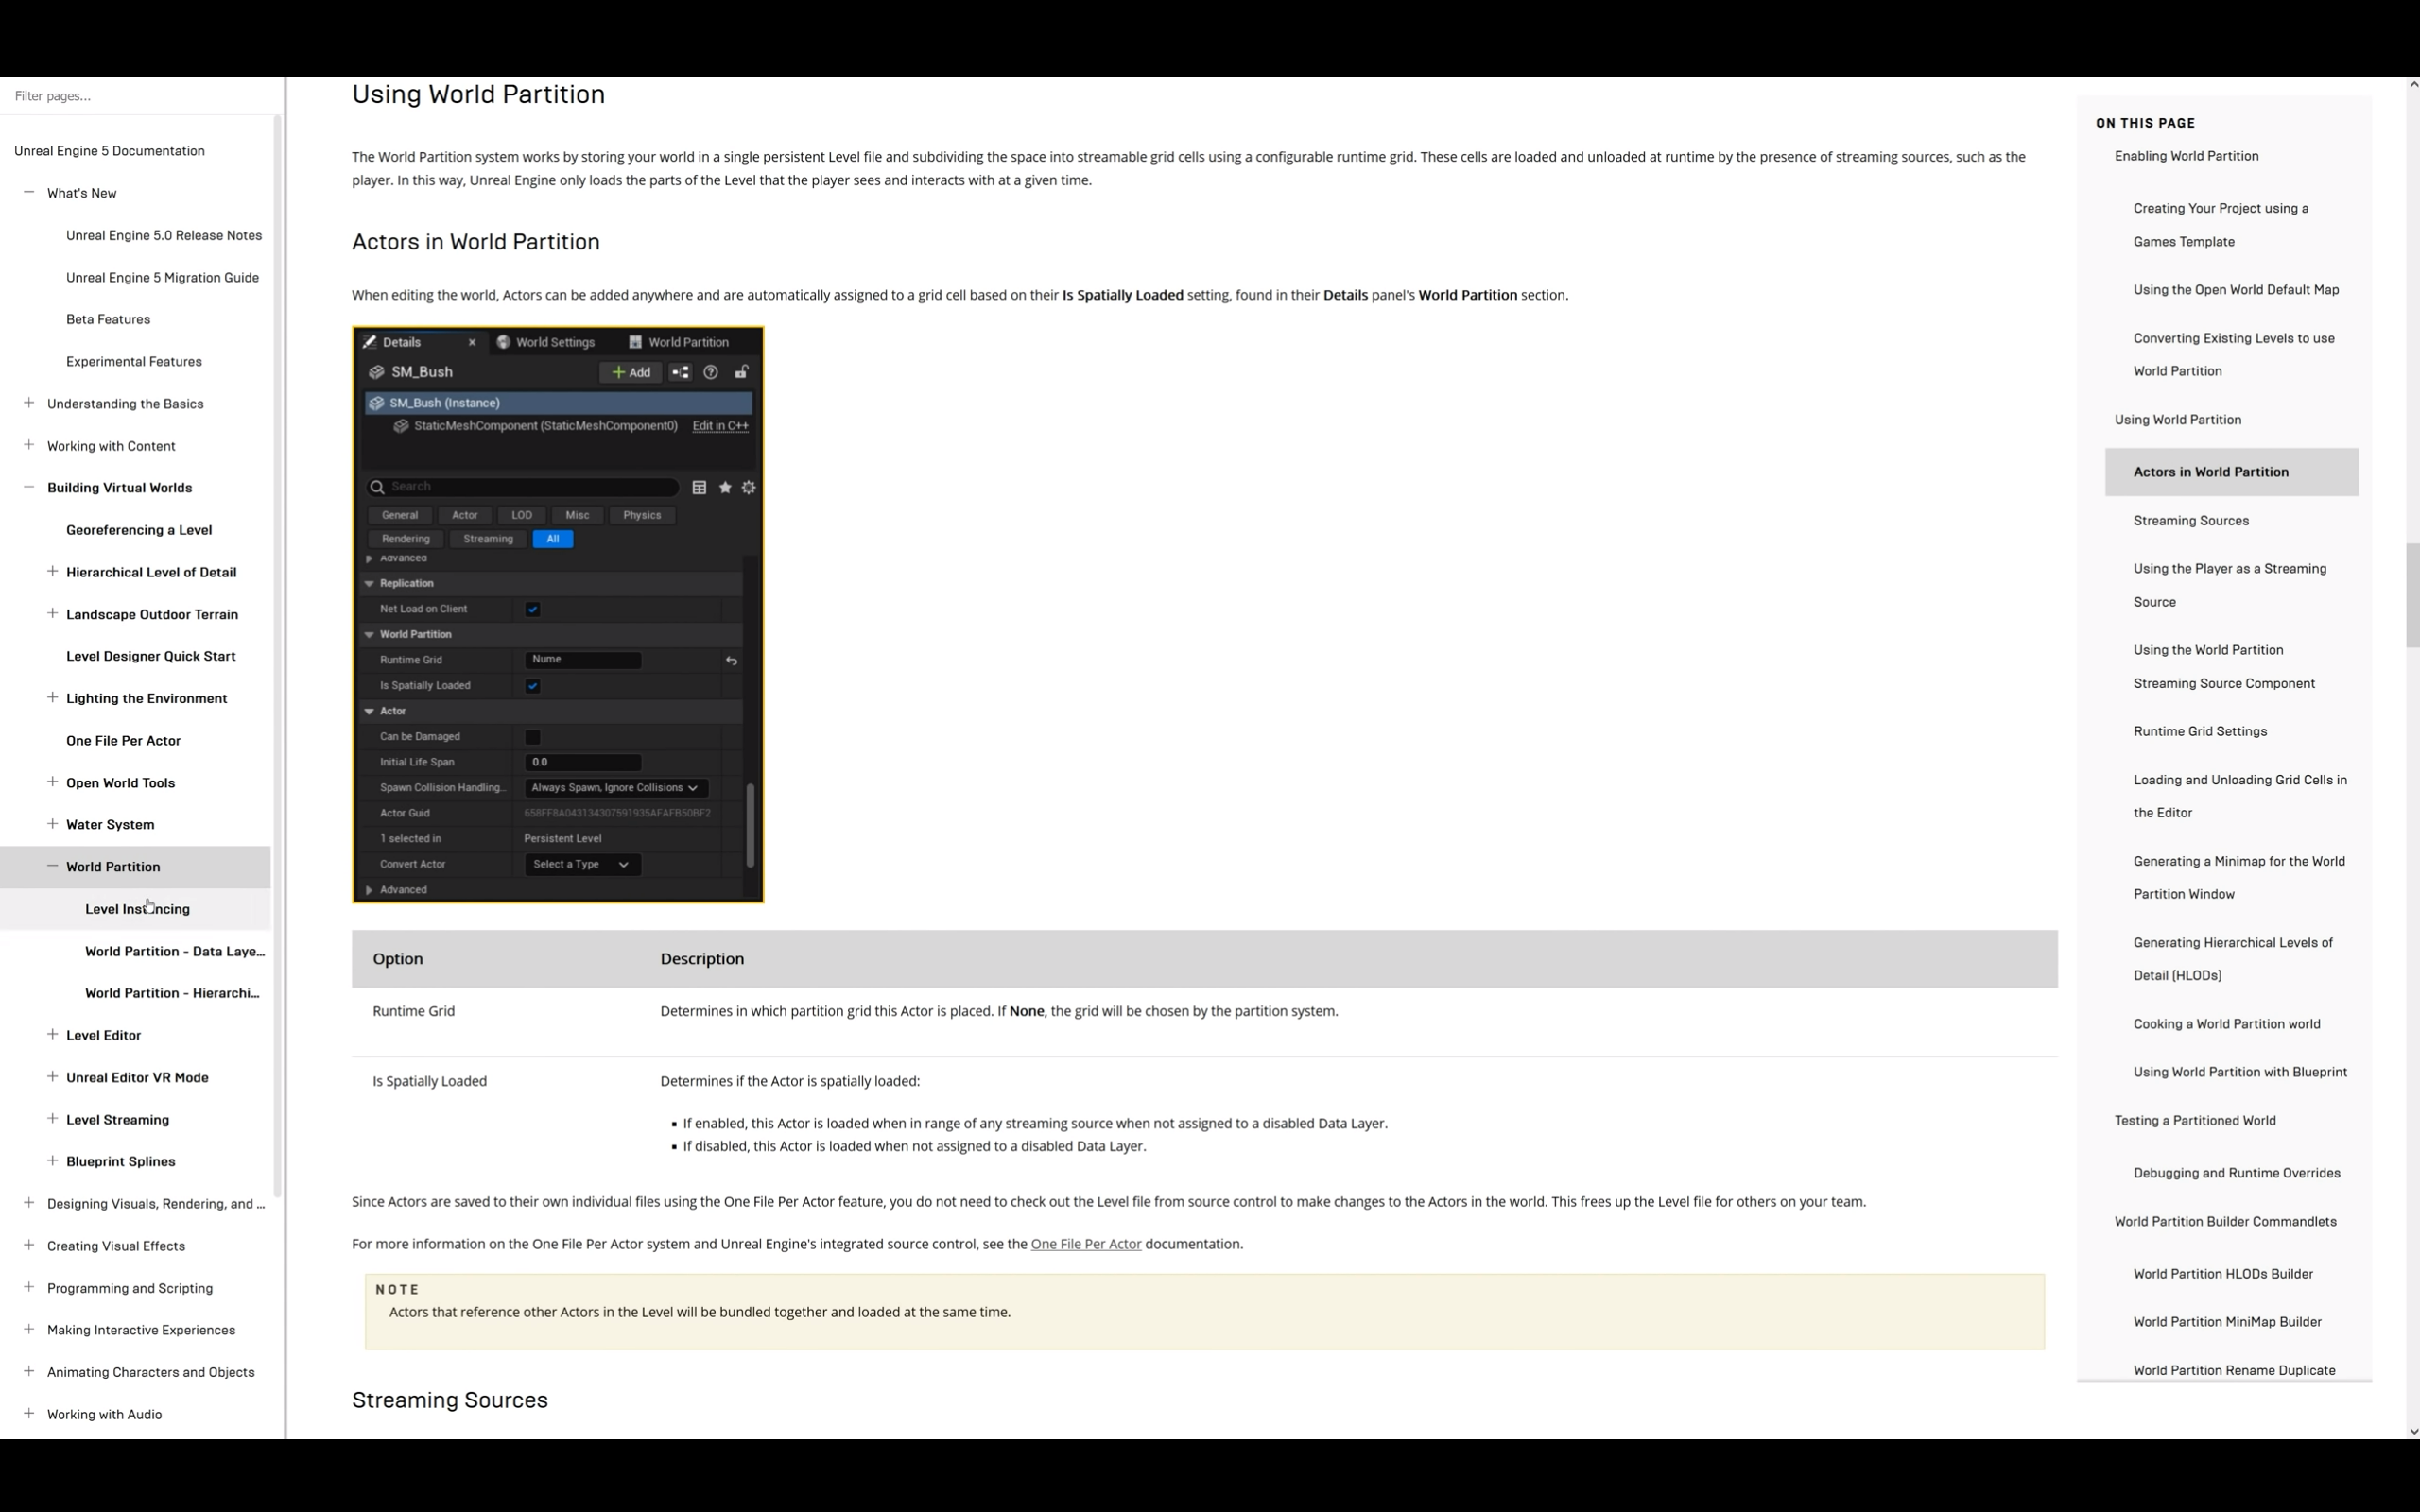 Filter pages...
Unreal Engine 5 Documentation
What's New
Unreal Engine 5.0 Release Notes
Unreal Engine 5 Migration Guide
Beta Features
Experimental Features
Understanding the Basics
Working with Content
Building Virtual Worlds
Georeferencing a Level
Hierarchical Level of Detail
Landscape Outdoor Terrain
Level Designer Quick Start
Lighting the Environment
One File Per Actor
Open World Tools
Water System
World Partition
Level Instancing
World Partition - Data Laye...
World Partition - Hierarchi...
Level Editor
Unreal Editor VR Mode
Level Streaming
Blueprint Splines
Designing Visuals, Rendering, and ...
Creating Visual Effects
Programming and Scripting
Making Interactive Experiences
Animating Characters and Objects
Working with Audio
Using World Partition
The World Partition system works by storing your world in a single persistent Level file and subdividing the space into streamable grid cells using a configurable runtime grid. These cells are loaded and unloaded at runtime by the presence of streaming sources, such as the
player. In this way, Unreal Engine only loads the parts of the Level that the player sees and interacts with at a given time.
Actors in World Partition
When editing the world, Actors can be added anywhere and are automatically assigned to a grid cell based on their Is Spatially Loaded setting, found in their Details panel's World Partition section.
Details World Settings World Partition
SM_Bush + Add
SM_Bush (Instance)
StaticMeshComponent (StaticMeshComponent0) Edit in C++
Search
General Actor LOD Misc Physics
Rendering Streaming All
Advanced
Replication
Net Load on Client
World Partition
Runtime Grid Nume
Is Spatially Loaded
Actor
Can be Damaged
Initial Life Span 0.0
Spawn Collision Handling... Always Spawn, Ignore Collisions
Actor Guid 658FF8A043134307591935AFAFB50BF2
1 selected in Persistent Level
Convert Actor Select a Type
Advanced
Option Description
Runtime Grid Determines in which partition grid this Actor is placed. If None, the grid will be chosen by the partition system.
Is Spatially Loaded Determines if the Actor is spatially loaded:
▪ If enabled, this Actor is loaded when in range of any streaming source when not assigned to a disabled Data Layer.
▪ If disabled, this Actor is loaded when not assigned to a disabled Data Layer.
Since Actors are saved to their own individual files using the One File Per Actor feature, you do not need to check out the Level file from source control to make changes to the Actors in the world. This frees up the Level file for others on your team.
For more information on the One File Per Actor system and Unreal Engine's integrated source control, see the One File Per Actor documentation.
NOTE
Actors that reference other Actors in the Level will be bundled together and loaded at the same time.
Streaming Sources
ON THIS PAGE
Enabling World Partition
Creating Your Project using a
Games Template
Using the Open World Default Map
Converting Existing Levels to use
World Partition
Using World Partition
Actors in World Partition
Streaming Sources
Using the Player as a Streaming
Source
Using the World Partition
Streaming Source Component
Runtime Grid Settings
Loading and Unloading Grid Cells in
the Editor
Generating a Minimap for the World
Partition Window
Generating Hierarchical Levels of
Detail (HLODs)
Cooking a World Partition world
Using World Partition with Blueprint
Testing a Partitioned World
Debugging and Runtime Overrides
World Partition Builder Commandlets
World Partition HLODs Builder
World Partition MiniMap Builder
World Partition Rename Duplicate